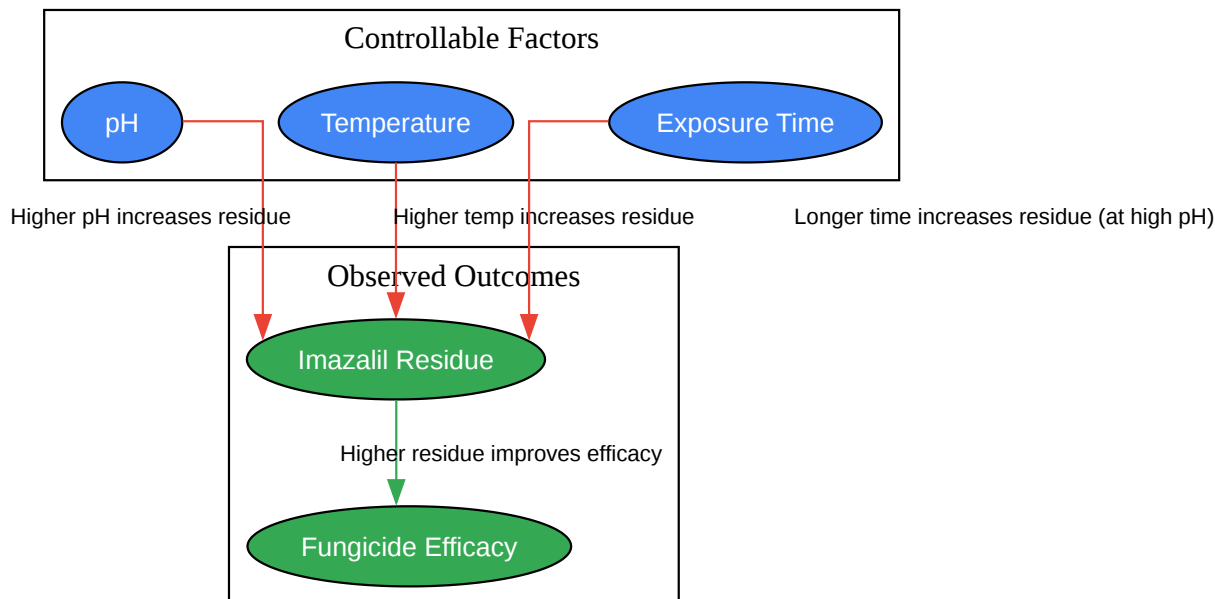 Controllable Factors
pH
Temperature
Exposure Time
Higher pH increases residue
Higher temp increases residue
Longer time increases residue (at high pH)
Observed Outcomes
Imazalil Residue
Higher residue improves efficacy
Fungicide Efficacy